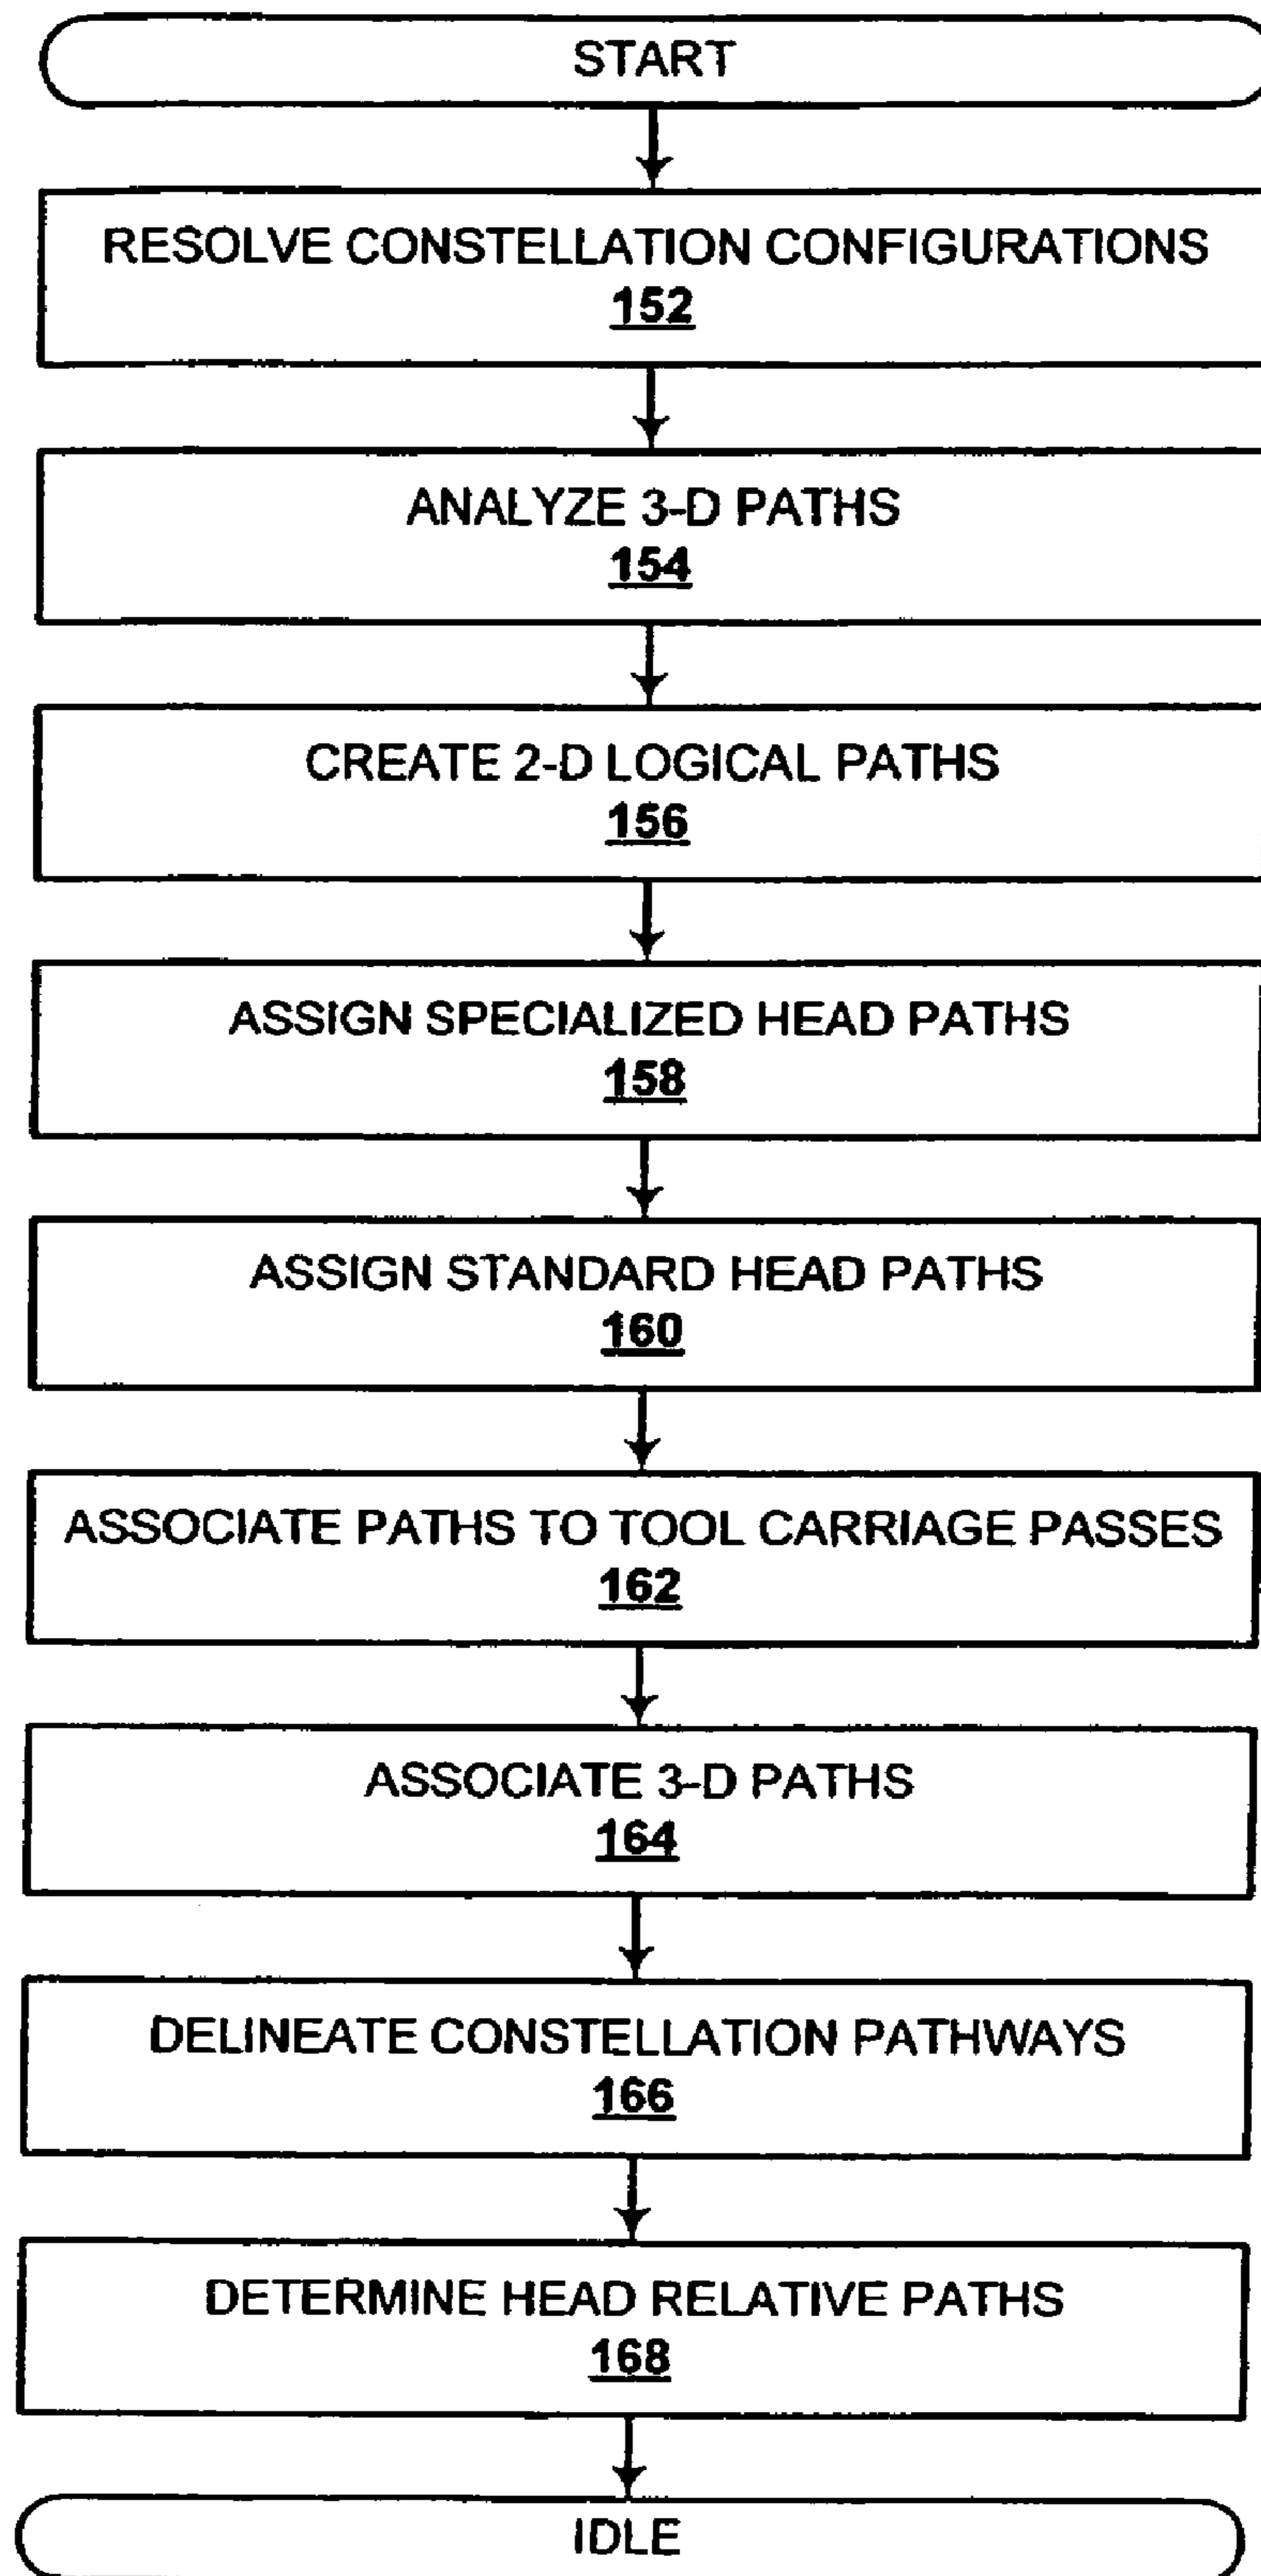 START
RESOLVE CONSTELLATION CONFIGURATIONS
152
ANALYZE 3-D PATHS
154
CREATE 2-D LOGICAL PATHS
156
ASSIGN SPECIALIZED HEAD PATHS
158
ASSIGN STANDARD HEAD PATHS
160
ASSOCIATE PATHS TO TOOL CARRIAGE PASSES
162
ASSOCIATE 3-D PATHS
164
DELINEATE CONSTELLATION PATHWAYS
166
DETERMINE HEAD RELATIVE PATHS
168
IDLE